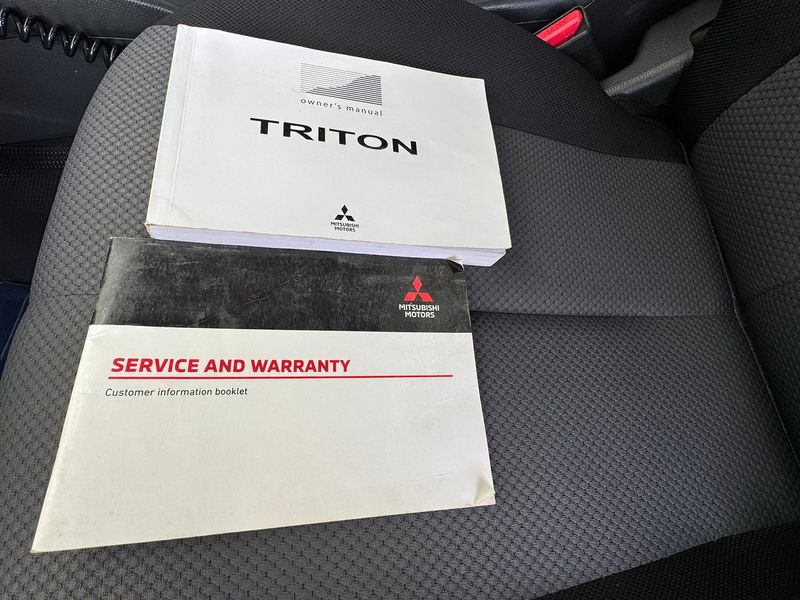 owner's manual
TRITON
MITSUBISHI
MOTORS
MITSUBISHI
MOTORS
SERVICE AND WARRANTY
Customer information booklet